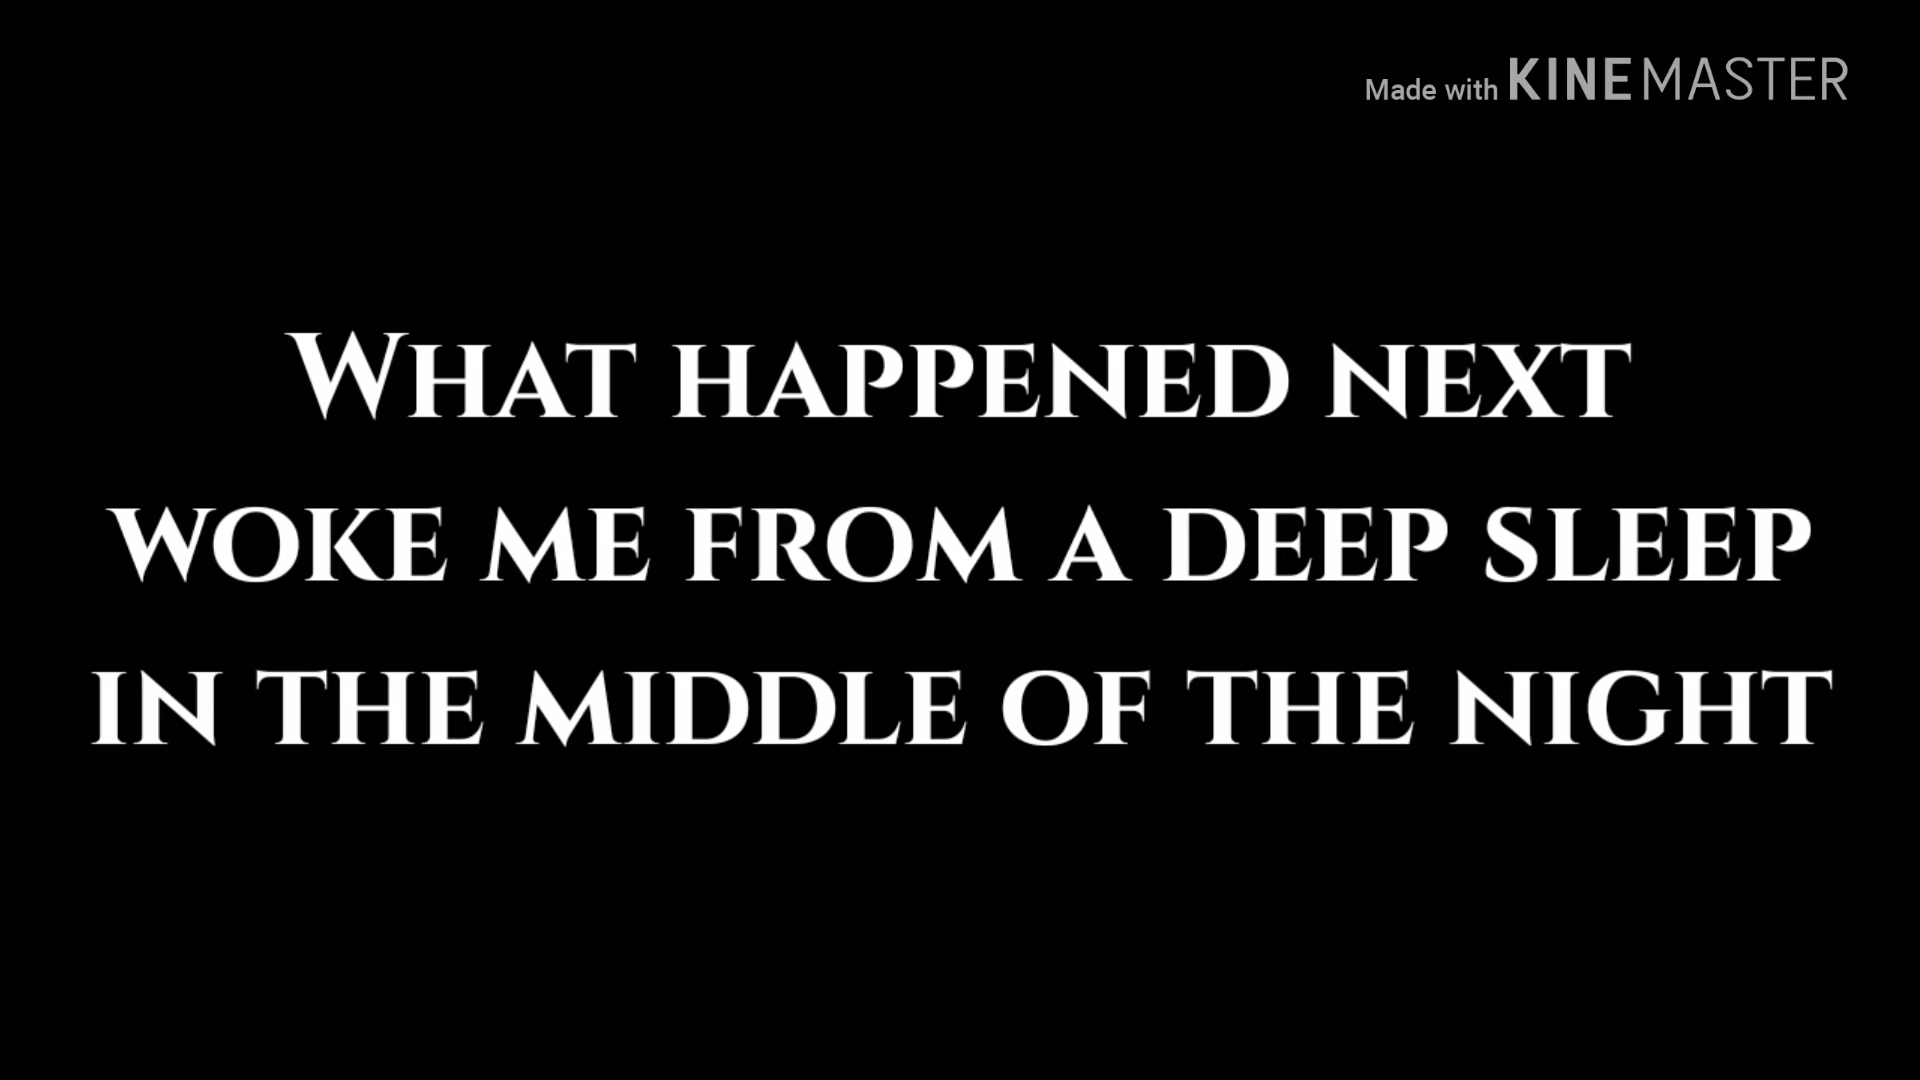 Made with KINEMASTER
What happened next
woke me from a deep sleep
in the middle of the night